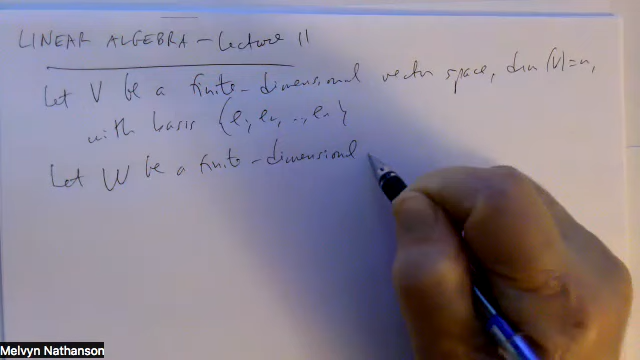 LINEAR ALGEBRA - Lecture 11
Let V be a finite-dimensional vector space, dim(V)=n,
with basis {e1, e2, .., en}
Let W be a finite-dimensional
Melvyn Nathanson